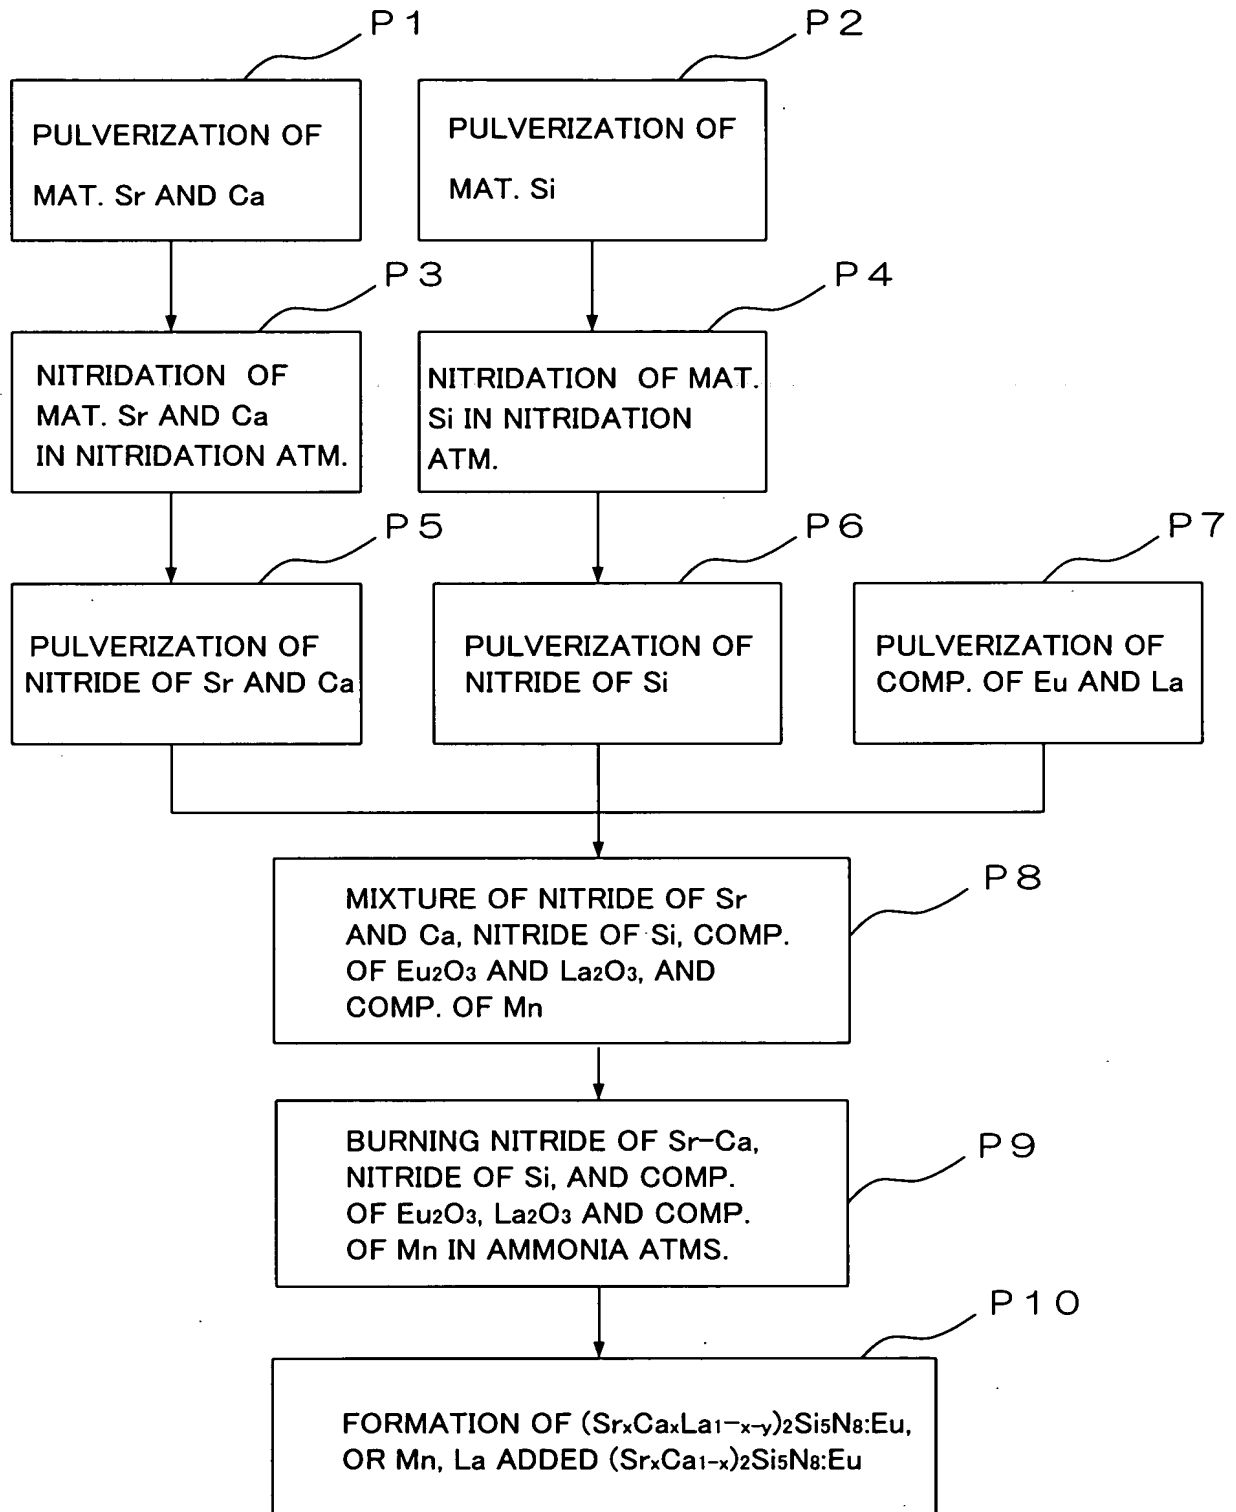 P1
P2
PULVERIZATION OF
MAT. Sr AND Ca
PULVERIZATION OF
MAT. Si
P3
P4
NITRIDATION OF
MAT. Sr AND Ca
IN NITRIDATION ATM.
NITRIDATION OF MAT.
Si IN NITRIDATION
ATM.
P5
P6
P7
PULVERIZATION OF
NITRIDE OF Sr AND Ca
PULVERIZATION OF
NITRIDE OF Si
PULVERIZATION OF
COMP. OF Eu AND La
P8
MIXTURE OF NITRIDE OF Sr
AND Ca, NITRIDE OF Si, COMP.
OF Eu₂O₃ AND La₂O₃, AND
COMP. OF Mn
P9
BURNING NITRIDE OF Sr-Ca,
NITRIDE OF Si, AND COMP.
OF Eu₂O₃, La₂O₃ AND COMP.
OF Mn IN AMMONIA ATMS.
P10
FORMATION OF (SrₓCaₓLa1-x-y)₂Si₅N₈:Eu,
OR Mn, La ADDED (SrₓCa1-x)₂Si₅N₈:Eu